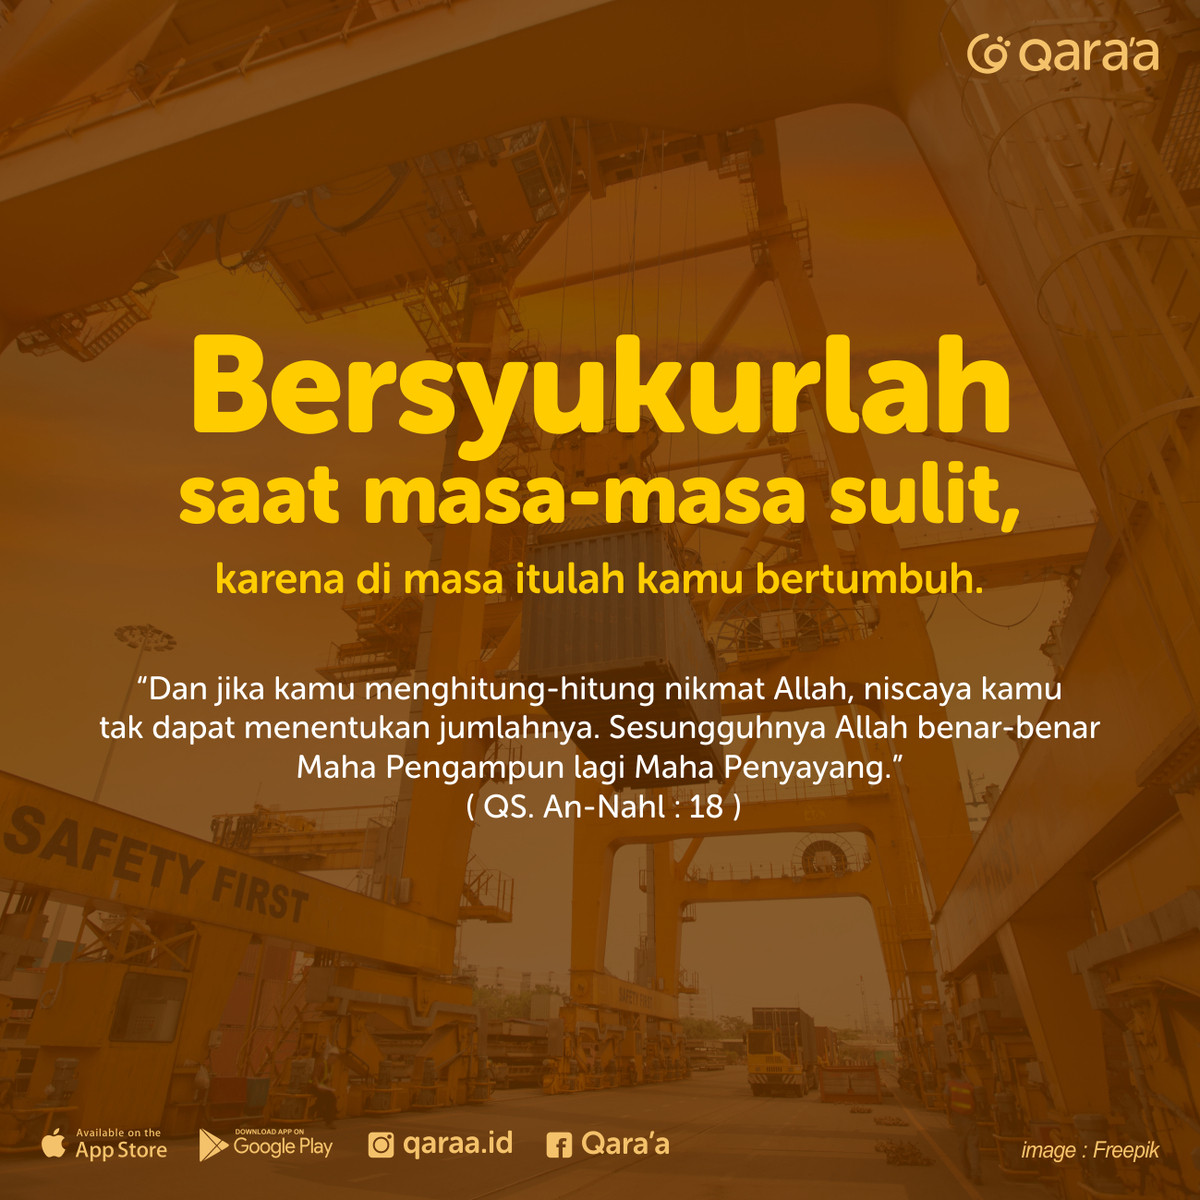 Qara'a
Bersyukurlah
saat masa-masa sulit,
karena di masa itulah kamu bertumbuh.
“Dan jika kamu menghitung-hitung nikmat Allah, niscaya kamu
tak dapat menentukan jumlahnya. Sesungguhnya Allah benar-benar
Maha Pengampun lagi Maha Penyayang.”
( QS. An-Nahl : 18 )
SAFETY FIRST
SAFETY FIRST
Available on the
App Store
DOWNLOAD APP ON
Google Play
qaraa.id
Qara'a
image : Freepik